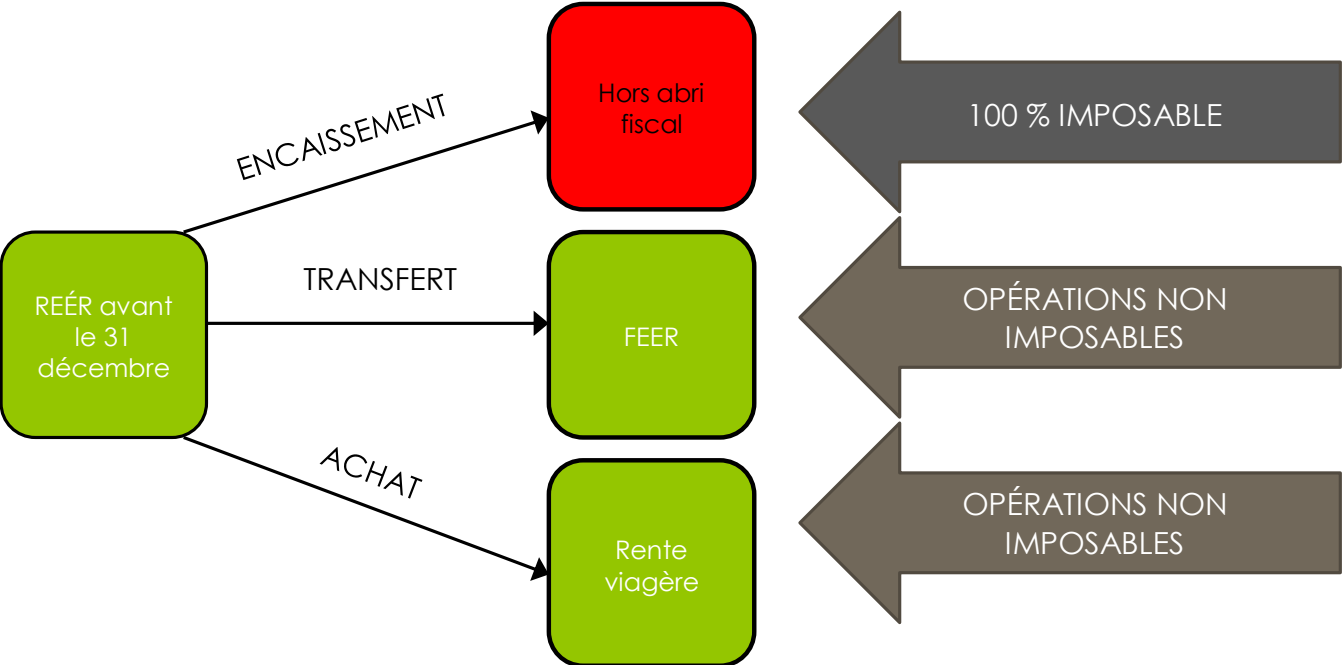 REÉR avant
le 31
décembre
ENCAISSEMENT
Hors abri
fiscal
100 % IMPOSABLE
TRANSFERT
FEER
OPÉRATIONS NON
IMPOSABLES
ACHAT
Rente
viagère
OPÉRATIONS NON
IMPOSABLES